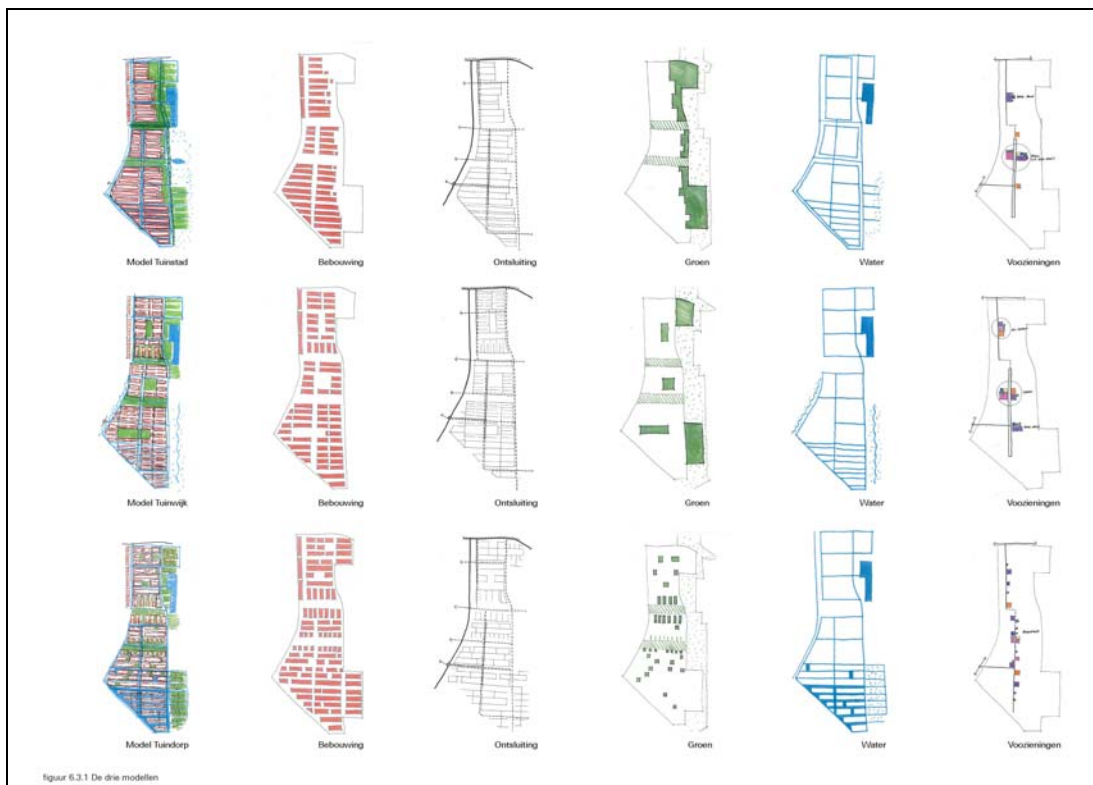 Model Tuinstad Bebouwing Ontsluiting Groen Water Voozieningen
Model Tuinwijk Bebouwing Ontsluiting Groen Water Voozieningen
Model Tuindorp Bebouwing Ontsluiting Groen Water Voozieningen
figuur 6.3.1 De drie modellen